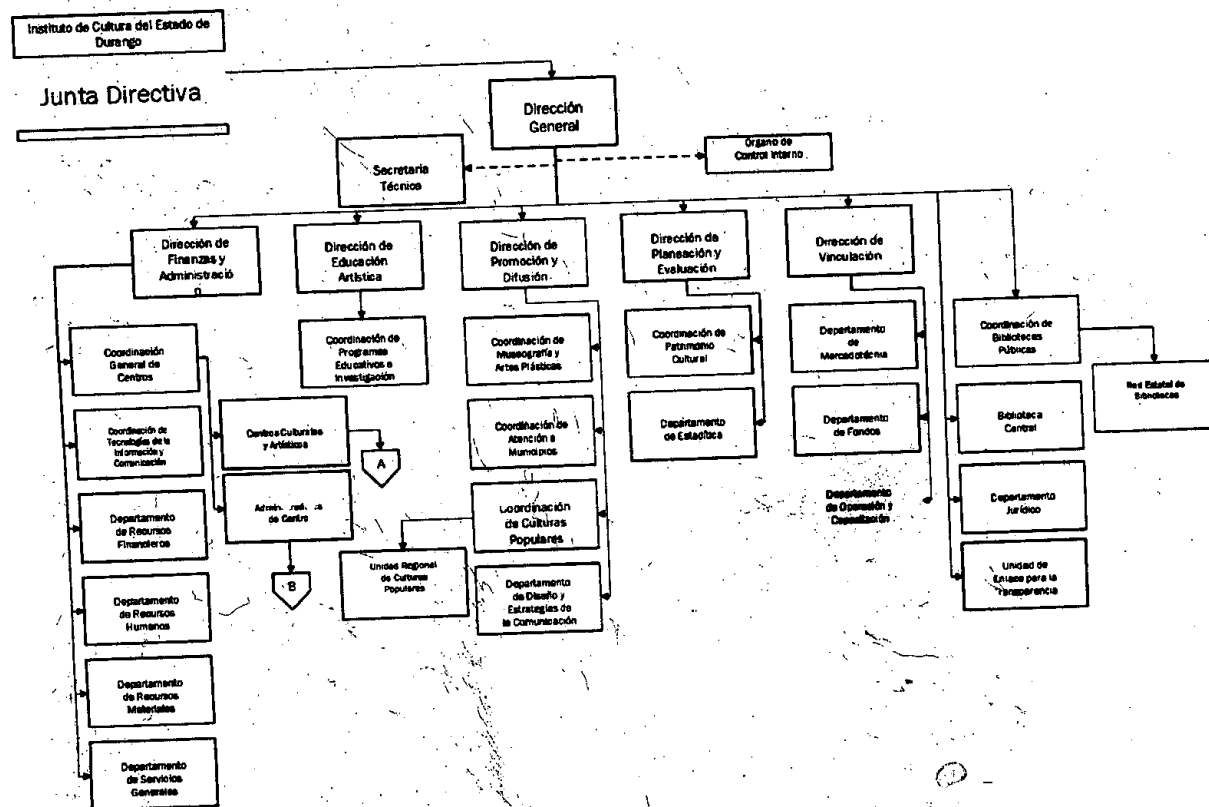 Instituto de Cultura del Estado de
Durango
Junta Directiva
Dirección
General
Secretaría
Técnica
Órgano de
Control Interno
Dirección de
Finanzas y
Administració
n
Dirección de
Educación
Artística
Dirección de
Promoción y
Difusión
Dirección de
Planeación y
Evaluación
Dirección de
Vinculación
Coordinación
General de
Centros
Coordinación de
Tecnologías de la
Información y
Comunicación
Departamento
de Recursos
Financieros
Departamento
de Recursos
Humanos
Departamento
de Recursos
Materiales
Departamento
de Servicios
Generales
Centros Culturales
y Artísticos
A
de Centro
B
Coordinación de
Programas
Educativos e
Investigación
Coordinación
de Museografía y
Artes Plásticas
Coordinación
de Atención a
Municipios
Coordinación
de Culturas
Populares
Unidad Regional
de Culturas
Populares
Departamento
de Diseño y
Estrategias de
la Comunicación
Coordinación de
Patrimonio
Cultural
Departamento
de Estadítica
Departamento
de Mercadotécnia
Departamento
de Fondos
Departamento
de Operación y
Capacitación
Coordinación de
Bibliotecas
Públicas
Red Estatal de
Bibliotecas
Biblioteca
Central
Departamento
Jurídico
Unidad de
Enlace para la
Transparencia